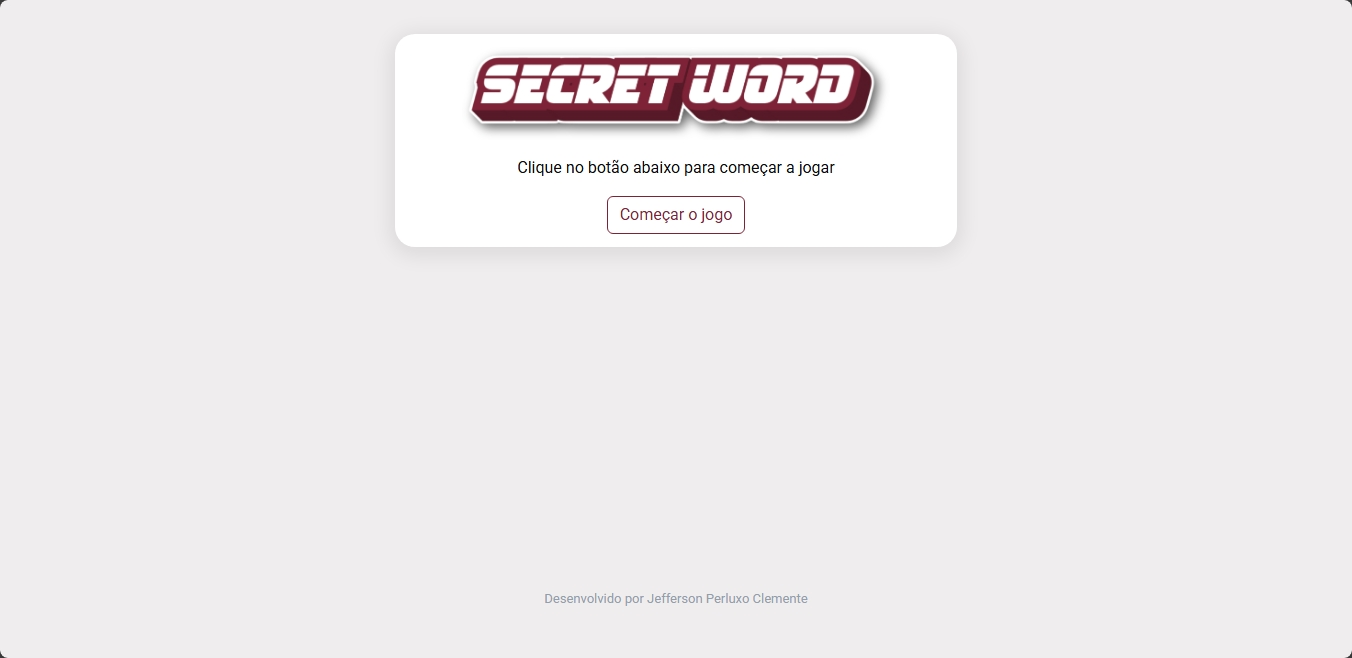 SECRET WORD
Clique no botão abaixo para começar a jogar
Começar o jogo
Desenvolvido por Jefferson Perluxo Clemente